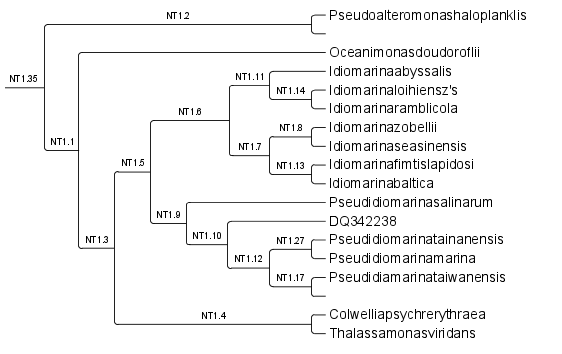 NT1.2
Pseudoalteromonashaloplanklis
Oceanimonasdoudoroflii
NT1.35
NT1.11
Idiomarinaabyssalis
NT1.14
Idiomarinaloihiensz's
NT1.6
Idiomarinaramblicola
NT1.8
Idiomarinazobellii
NT1.1
NT1.7
Idiomarinaseasinensis
NT1.5
NT1.13
Idiomarinafimtislapidosi
Idiomarinabaltica
Pseudidiomarinasalinarum
NT1.9
DQ342238
NT1.3
NT1.10
NT1.27
Pseudidiomarinatainanensis
NT1.12
Pseudidiomarinamarina
NT1.17
Pseudidiamarinataiwanensis
NT1.4
Colwelliapsychrerythraea
Thalassamonasviridans